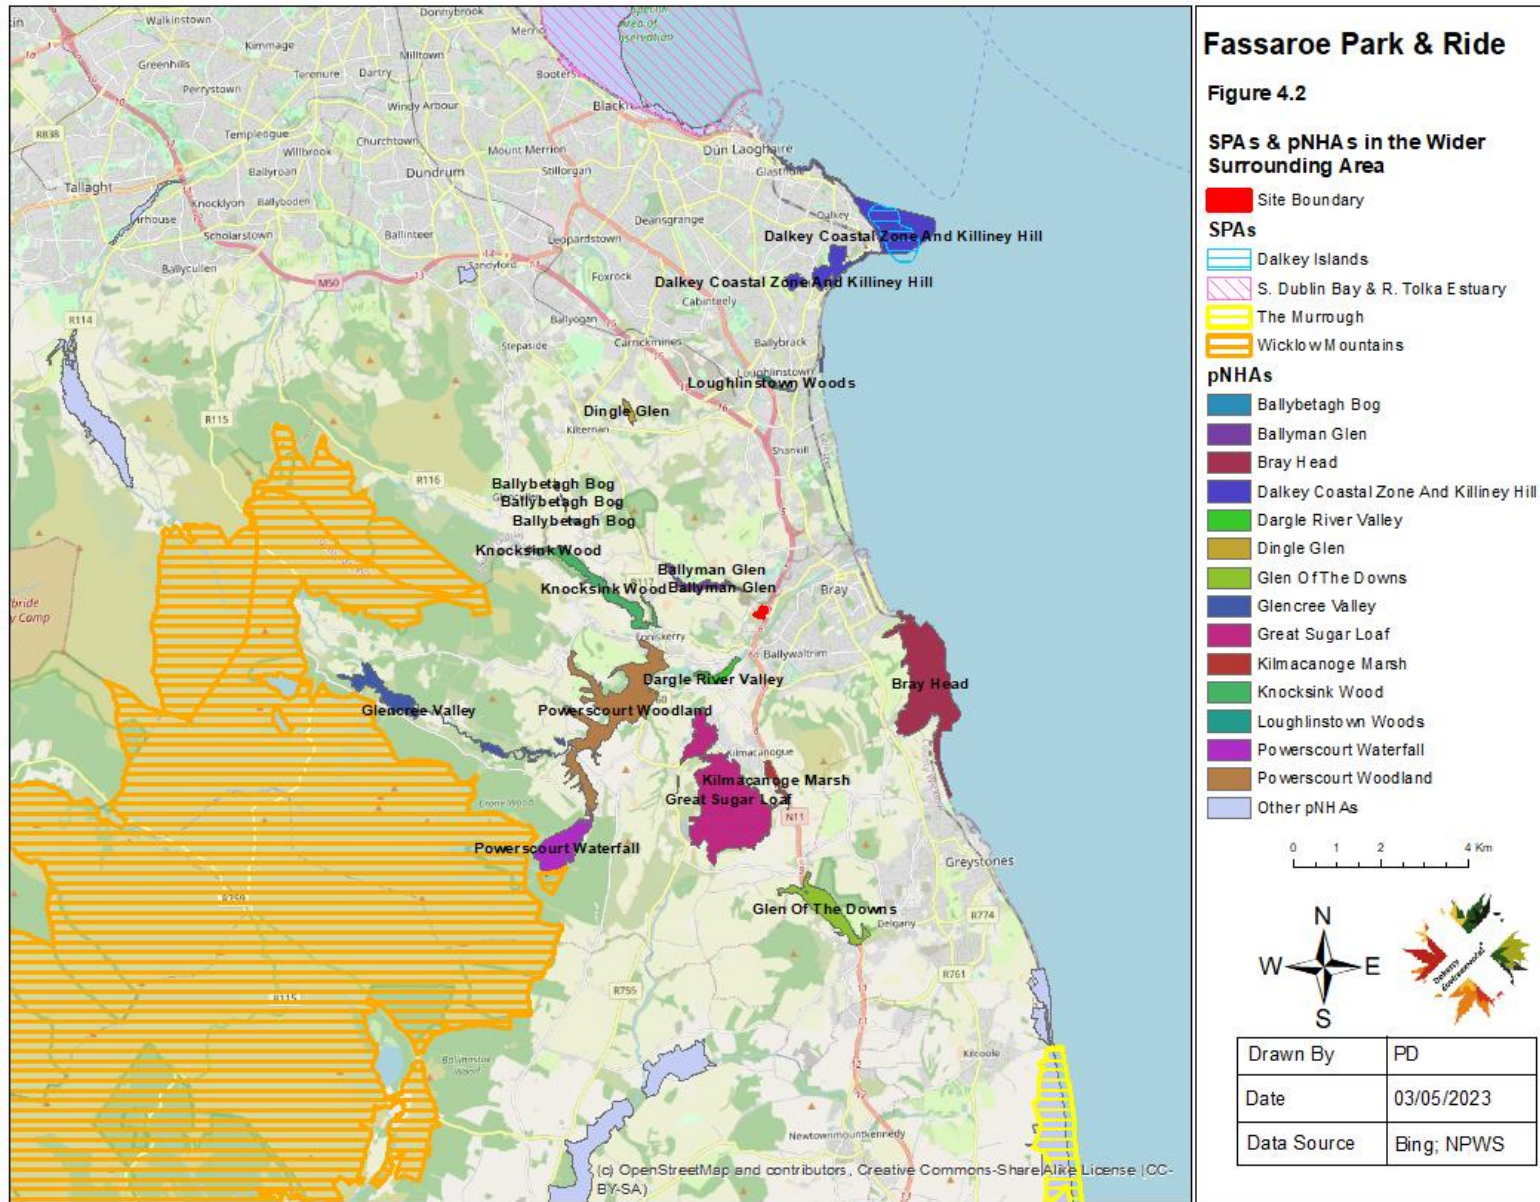 Donnybrook
Walkinstown
Kimmage
Milltown
Greenhills
Terenure
Dartry
Perrystown
Windy Arbour
R838
Templeogue
Churchtown
Mount Merrion
Dún Laoghaire
Willbrook
Ballyroan
Dundrum
Stillorgan
Tallaght
Knocklyon
Ballyboden
Deansgrange
Dalkey
Scholarstown
Ballinteer
Leopardstown
Dalkey Coastal Zone And Killiney Hill
Ballycullen
Sandyford
Foxrock
M50
Dalkey Coastal Zone And Killiney Hill
Cabinteely
R114
Ballyogan
Stepaside
Carrickmines
Ballybrack
Loughlinstown
Loughlinstown Woods
Dingle Glen
R115
Kilternan
Shankill
R116
Ballybetagh Bog
Ballybetagh Bog
Ballybetagh Bog
Knocksink Wood
Ballyman Glen
R117
Knocksink Wood
Ballyman Glen
Bray
Enniskerry
Ballywaltrim
Dargle River Valley
Bray Head
Glencree Valley
Powerscourt Woodland
Kilmacanogue
Kilmacanoge Marsh
Great Sugar Loaf
Crone Wood
N11
Powerscourt Waterfall
Greystones
R759
Glen Of The Downs
R774
Delgany
R761
R755
R115
Kilcoole
Newtownmountkennedy
(c) OpenStreetMap and contributors, Creative Commons-Share Alike License (CC-
BY-SA)
Fassaroe Park & Ride
Figure 4.2
SPAs & pNHAs in the Wider
Surrounding Area
Site Boundary
SPAs
Dalkey Islands
S. Dublin Bay & R. Tolka Estuary
The Murrough
Wicklow Mountains
pNHAs
Ballybetagh Bog
Ballyman Glen
Bray Head
Dalkey Coastal Zone And Killiney Hill
Dargle River Valley
Dingle Glen
Glen Of The Downs
Glencree Valley
Great Sugar Loaf
Kilmacanoge Marsh
Knocksink Wood
Loughlinstown Woods
Powerscourt Waterfall
Powerscourt Woodland
Other pNHAs
0 1 2 4 Km
N
W E
S
Drawn By PD
Date 03/05/2023
Data Source Bing; NPWS